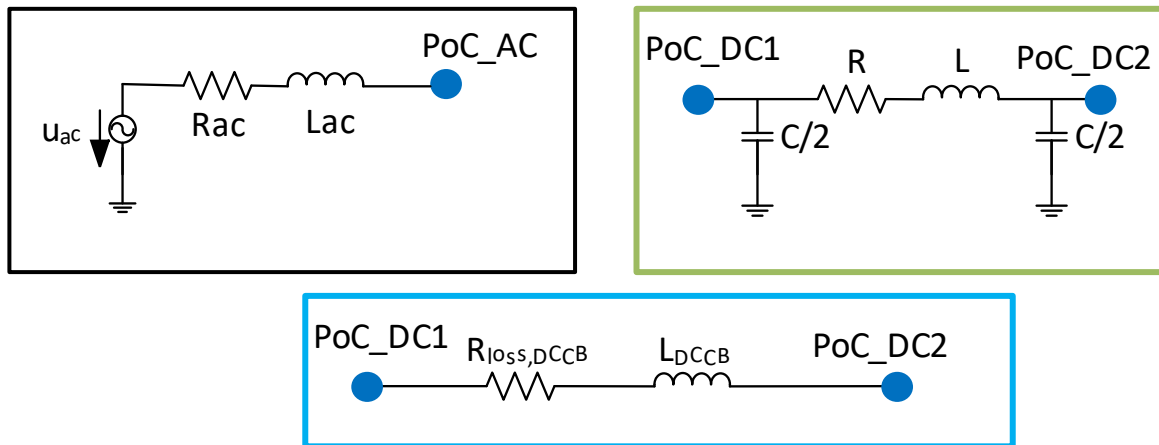 PoC_AC
Rac
Lac
uac
PoC_DC1
R
L
PoC_DC2
C/2
C/2
PoC_DC1
Rloss,DCCB
LDCCB
PoC_DC2